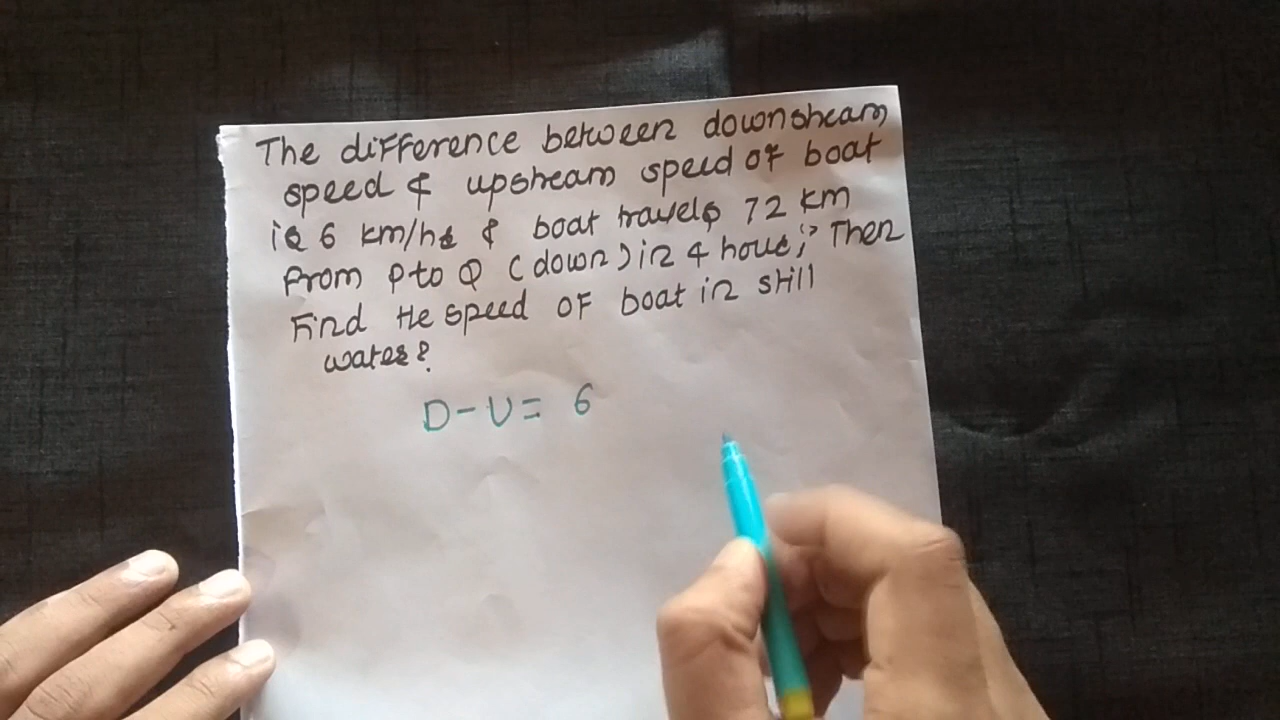 The difference between downstream
speed & upstream speed of boat
is 6 km/hr & boat travels 72 km
from P to Q (down) in 4 hour; Then
Find the speed of boat in still
water?
D-U= 6